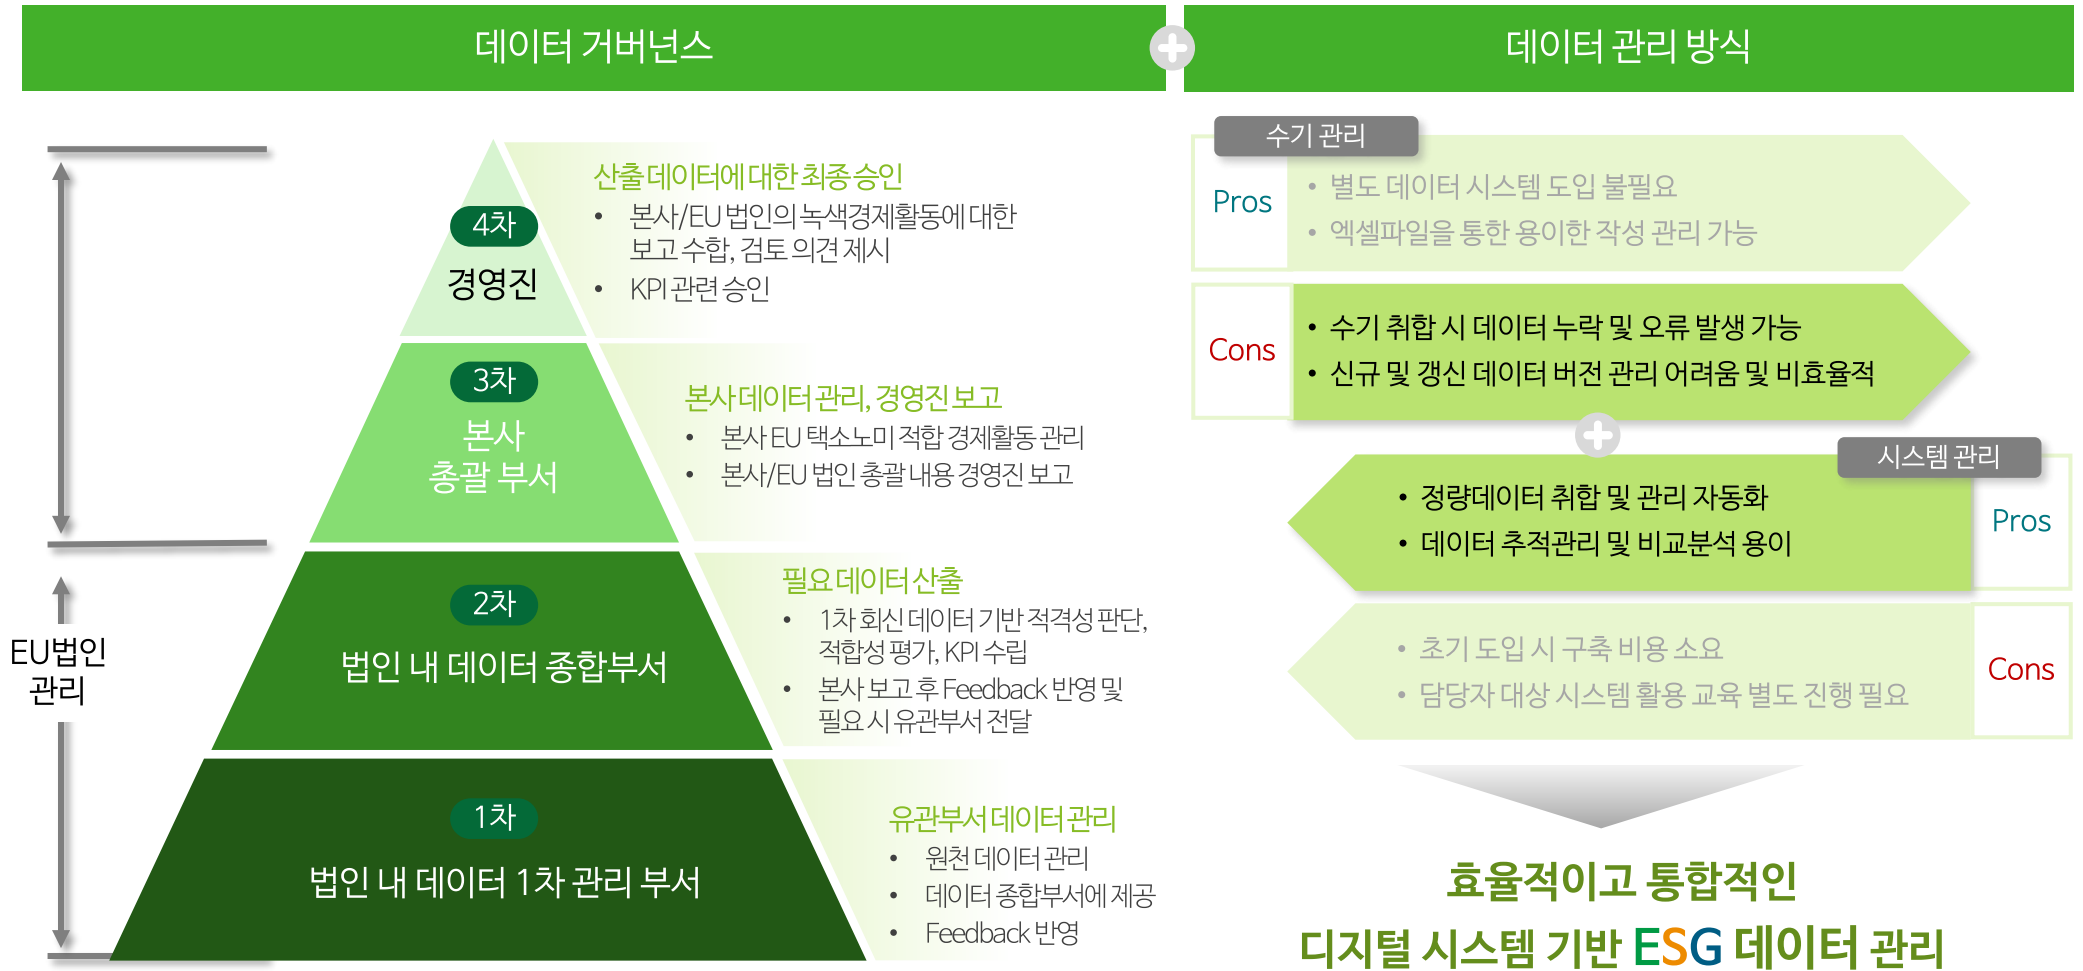 데이터 거버넌스
4차
경영진
산출 데이터에 대한 최종 승인
• 본사/EU 법인의 녹색경제활동에 대한
보고 수합, 검토 의견 제시
• KPI 관련 승인
3차
본사
총괄 부서
본사 데이터 관리, 경영진 보고
• 본사 EU 택소노미 적합 경제활동 관리
• 본사/EU 법인 총괄 내용 경영진 보고
EU법인
관리
2차
법인 내 데이터 종합부서
필요 데이터 산출
• 1차 회신 데이터 기반 적격성 판단,
적합성 평가, KPI 수립
• 본사 보고 후 Feedback 반영 및
필요 시 유관부서 전달
1차
법인 내 데이터 1차 관리 부서
유관부서 데이터 관리
• 원천 데이터 관리
• 데이터 종합부서에 제공
• Feedback 반영
데이터 관리 방식
수기 관리
Pros
• 별도 데이터 시스템 도입 불필요
• 엑셀파일을 통한 용이한 작성 관리 가능
Cons
• 수기 취합 시 데이터 누락 및 오류 발생 가능
• 신규 및 갱신 데이터 버전 관리 어려움 및 비효율적
시스템 관리
Pros
• 정량데이터 취합 및 관리 자동화
• 데이터 추적관리 및 비교분석 용이
Cons
• 초기 도입 시 구축 비용 소요
• 담당자 대상 시스템 활용 교육 별도 진행 필요
효율적이고 통합적인
디지털 시스템 기반 ESG 데이터 관리